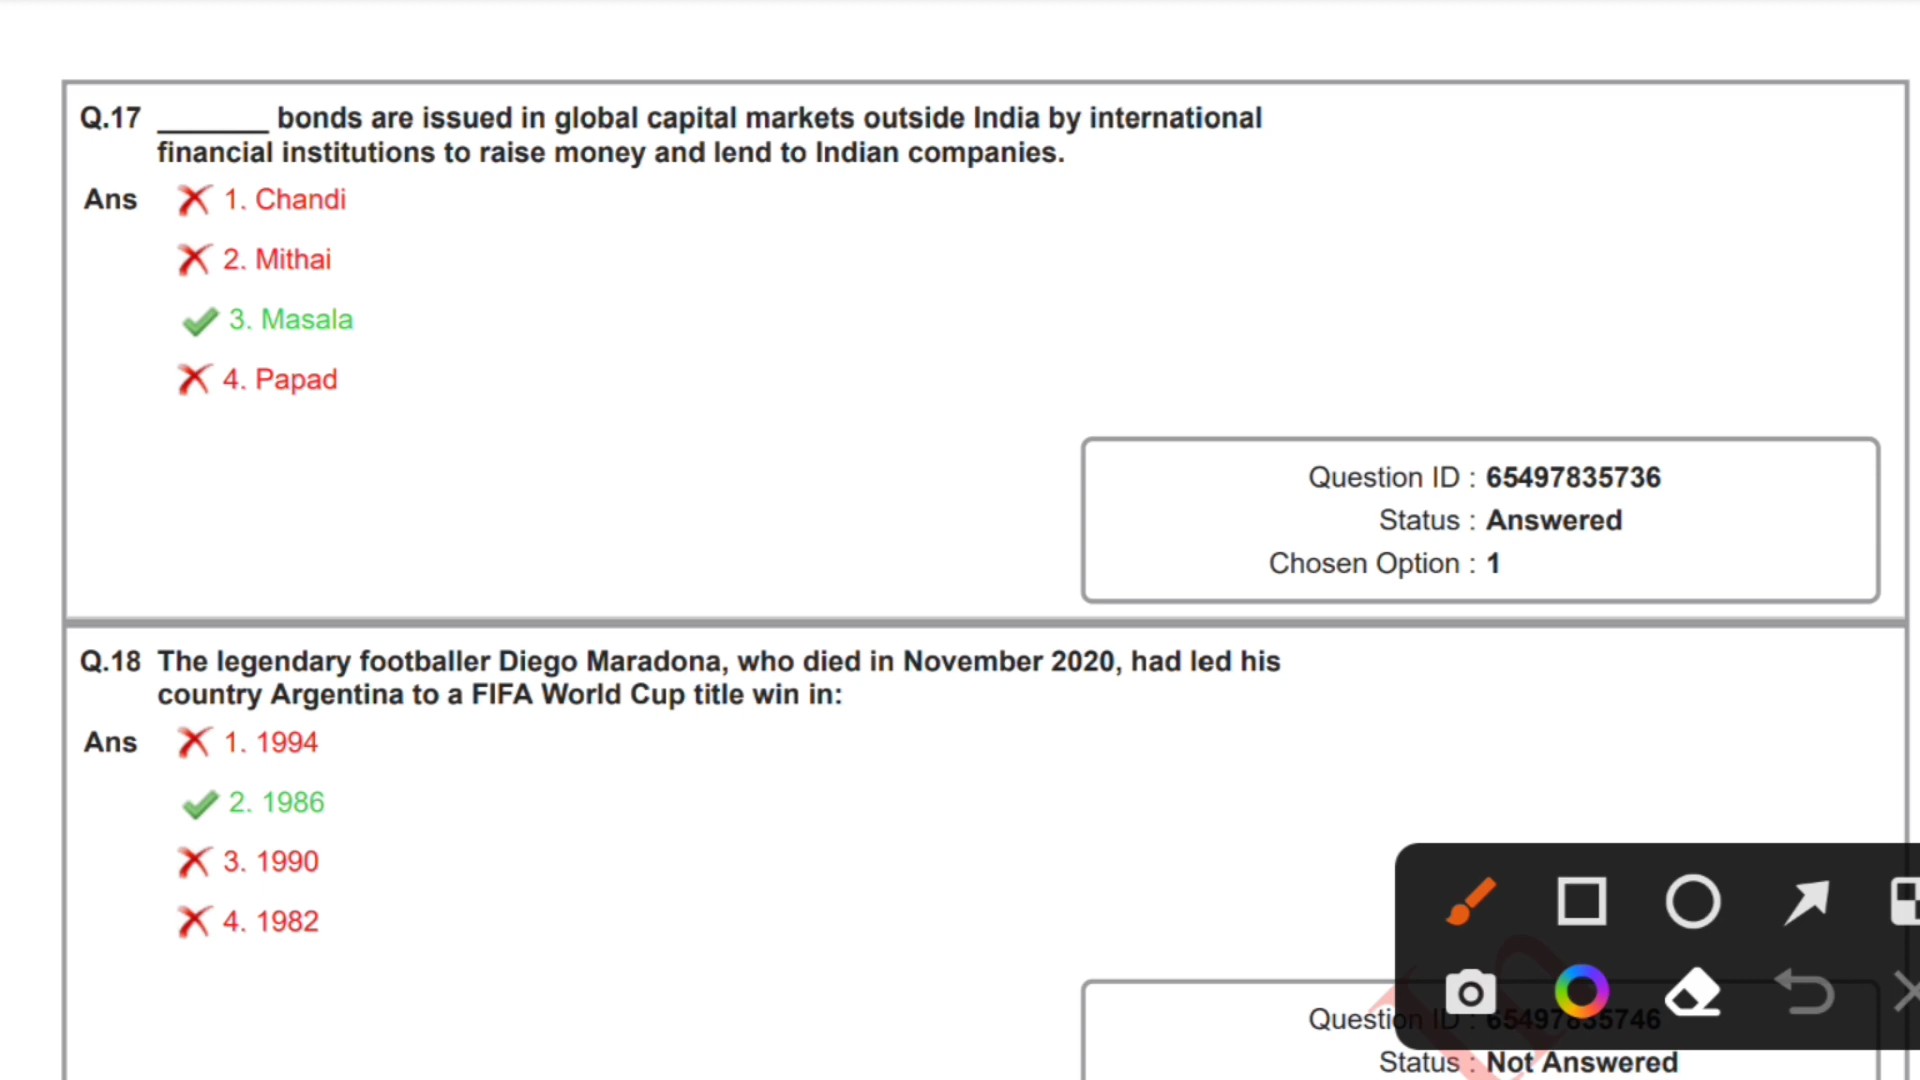 Q.17 _______ bonds are issued in global capital markets outside India by international
financial institutions to raise money and lend to Indian companies.
Ans 1. Chandi
2. Mithai
3. Masala
4. Papad
Question ID : 65497835736
Status : Answered
Chosen Option : 1
Q.18 The legendary footballer Diego Maradona, who died in November 2020, had led his
country Argentina to a FIFA World Cup title win in:
Ans 1. 1994
2. 1986
3. 1990
4. 1982
Question ID : 65497835746
Status : Not Answered